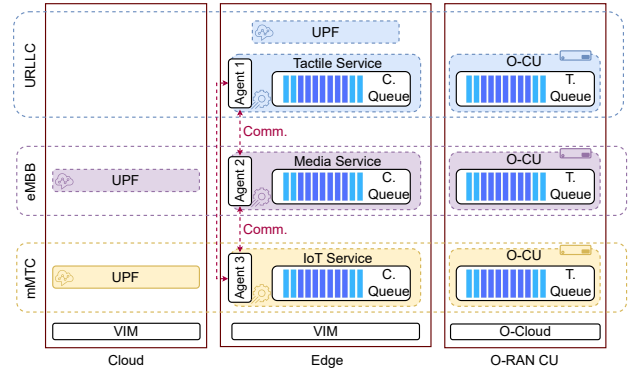 URLLC
UPF
Agent 1
Tactile Service
C.
Queue
O-CU
T.
Queue
Comm.
eMBB
UPF
Agent 2
Media Service
C.
Queue
O-CU
T.
Queue
Comm.
mMTC
UPF
Agent 3
IoT Service
C.
Queue
O-CU
T.
Queue
VIM
VIM
O-Cloud
Cloud
Edge
O-RAN CU